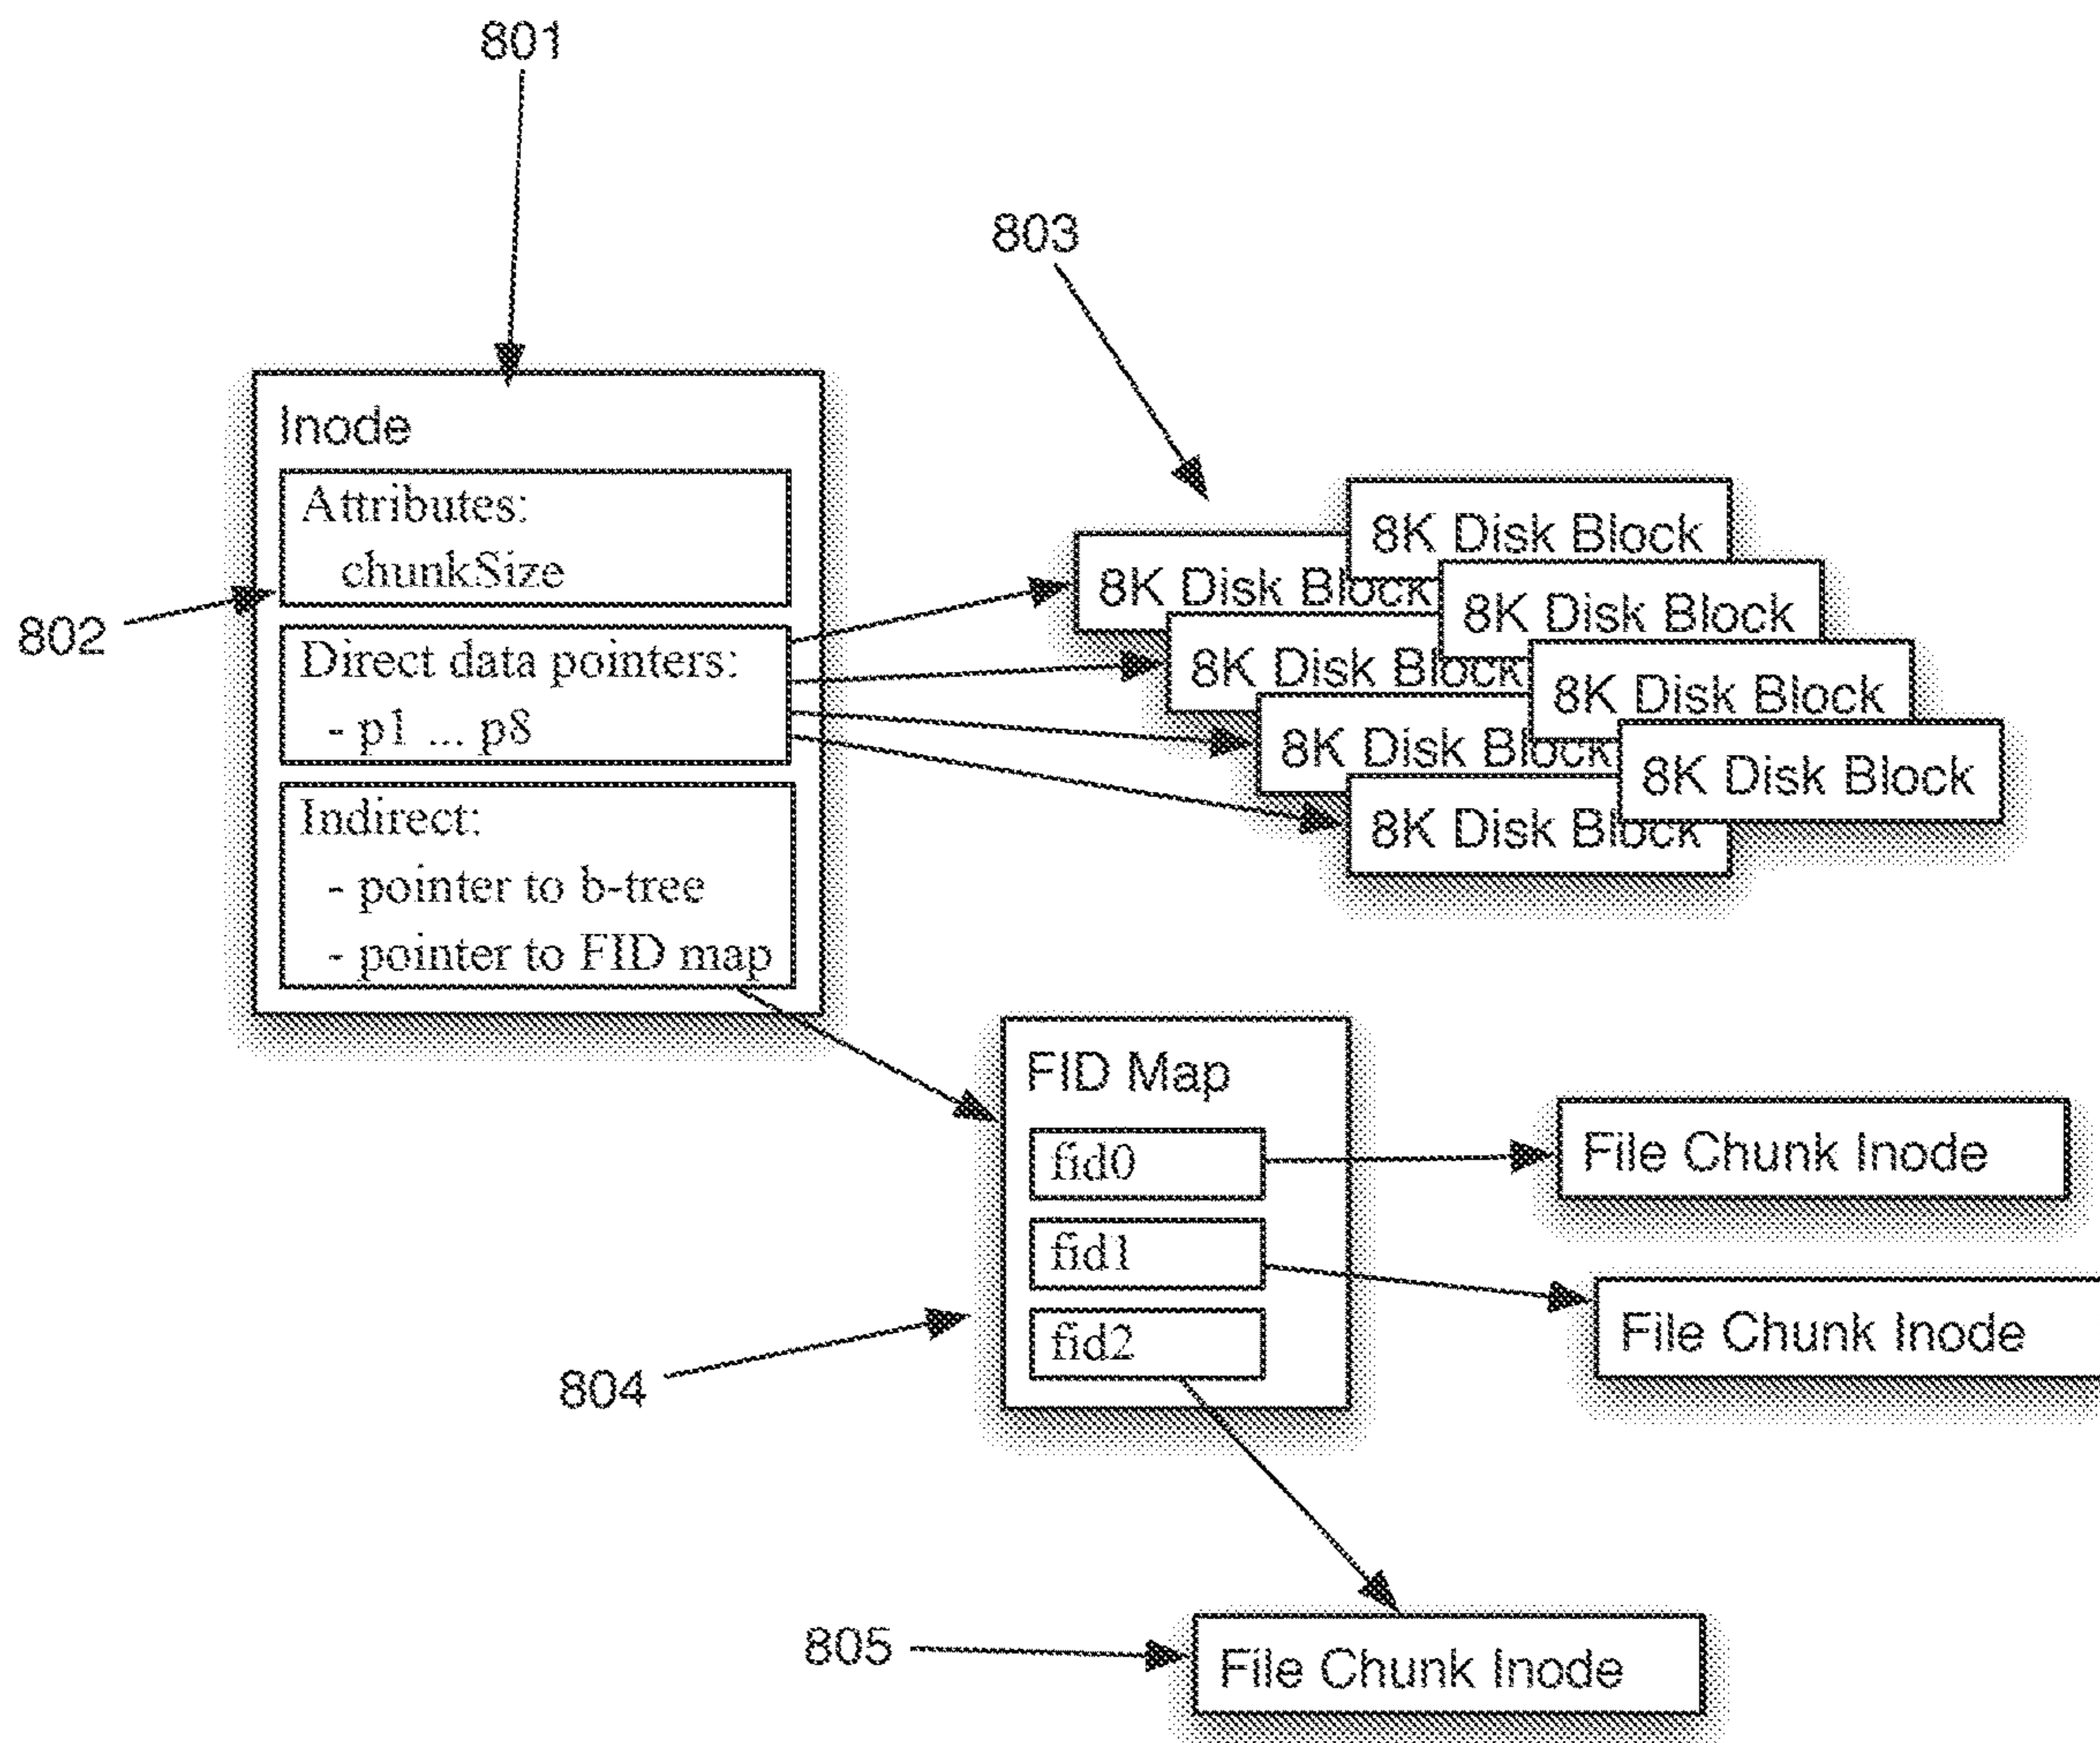 801
803
Inode
Attributes:
chunkSize
802
Direct data pointers:
- p1 ... p8
Indirect:
- pointer to b-tree
- pointer to FID map
8K Disk Block
8K Disk Block
8K Disk Block
8K Disk Block
8K Disk Block
8K Disk Block
8K Disk Block
8K Disk Block
FID Map
fid0
fid1
fid2
File Chunk Inode
File Chunk Inode
804
805
File Chunk Inode